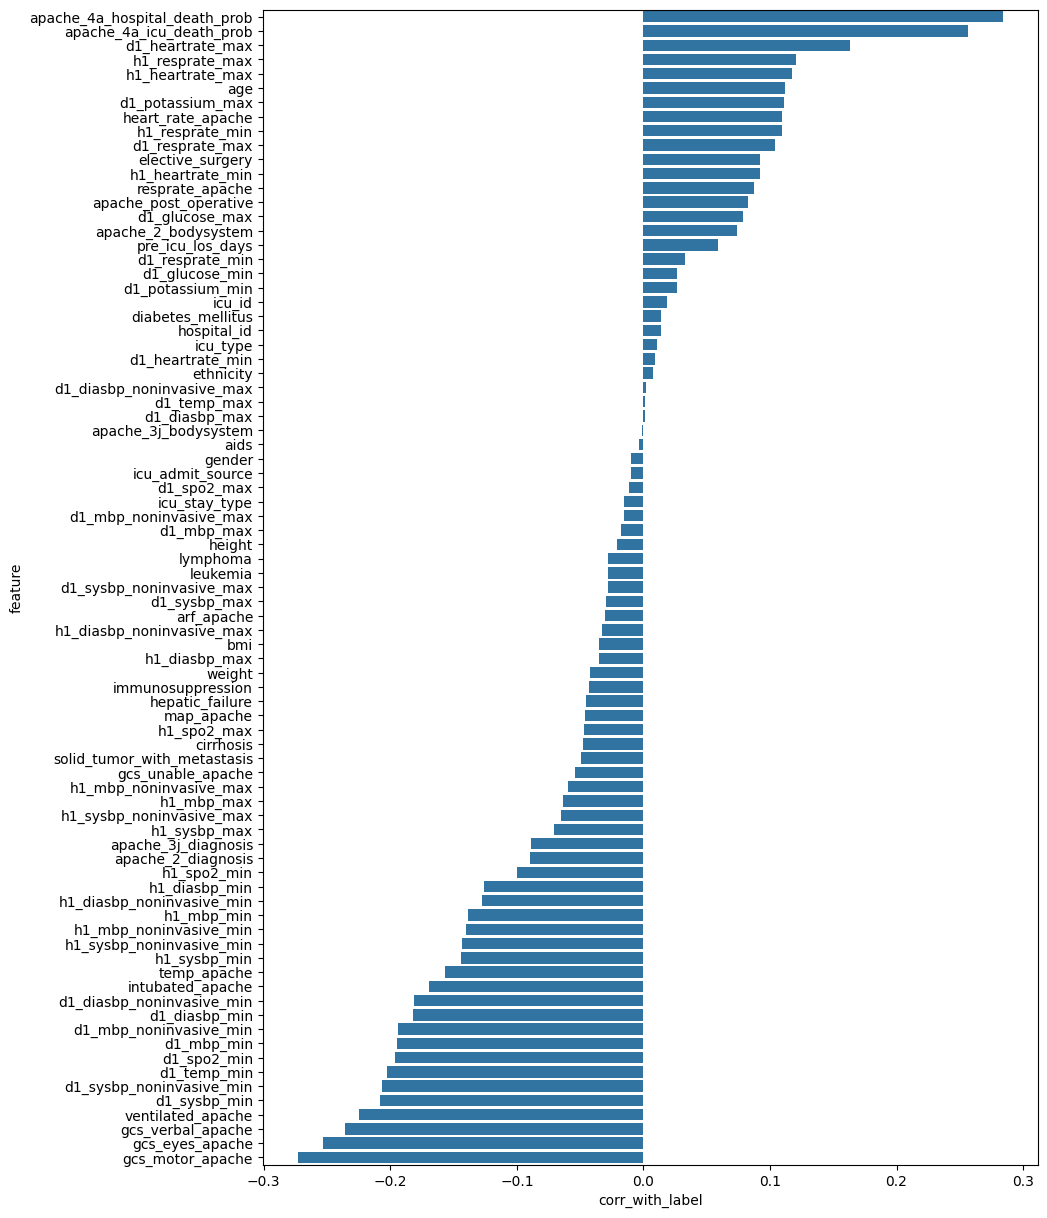 apache_4a_hospital_death_prob
apache_4a_icu_death_prob
d1_heartrate_max
h1_resprate_max
h1_heartrate_max
age
d1_potassium_max
heart_rate_apache
h1_resprate_min
d1_resprate_max
elective_surgery
h1_heartrate_min
resprate_apache
apache_post_operative
d1_glucose_max
apache_2_bodysystem
pre_icu_los_days
d1_resprate_min
d1_glucose_min
d1_potassium_min
icu_id
diabetes_mellitus
hospital_id
icu_type
d1_heartrate_min
ethnicity
d1_diasbp_noninvasive_max
d1_temp_max
d1_diasbp_max
apache_3j_bodysystem
aids
gender
icu_admit_source
d1_spo2_max
icu_stay_type
d1_mbp_noninvasive_max
d1_mbp_max
height
lymphoma
leukemia
d1_sysbp_noninvasive_max
d1_sysbp_max
arf_apache
h1_diasbp_noninvasive_max
bmi
h1_diasbp_max
weight
immunosuppression
hepatic_failure
map_apache
h1_spo2_max
cirrhosis
solid_tumor_with_metastasis
gcs_unable_apache
h1_mbp_noninvasive_max
h1_mbp_max
h1_sysbp_noninvasive_max
h1_sysbp_max
apache_3j_diagnosis
apache_2_diagnosis
h1_spo2_min
h1_diasbp_min
h1_diasbp_noninvasive_min
h1_mbp_min
h1_mbp_noninvasive_min
h1_sysbp_noninvasive_min
h1_sysbp_min
temp_apache
intubated_apache
d1_diasbp_noninvasive_min
d1_diasbp_min
d1_mbp_noninvasive_min
d1_mbp_min
d1_spo2_min
d1_temp_min
d1_sysbp_noninvasive_min
d1_sysbp_min
ventilated_apache
gcs_verbal_apache
gcs_eyes_apache
gcs_motor_apache
feature
−0.3 −0.2 −0.1 0.0 0.1 0.2 0.3
corr_with_label